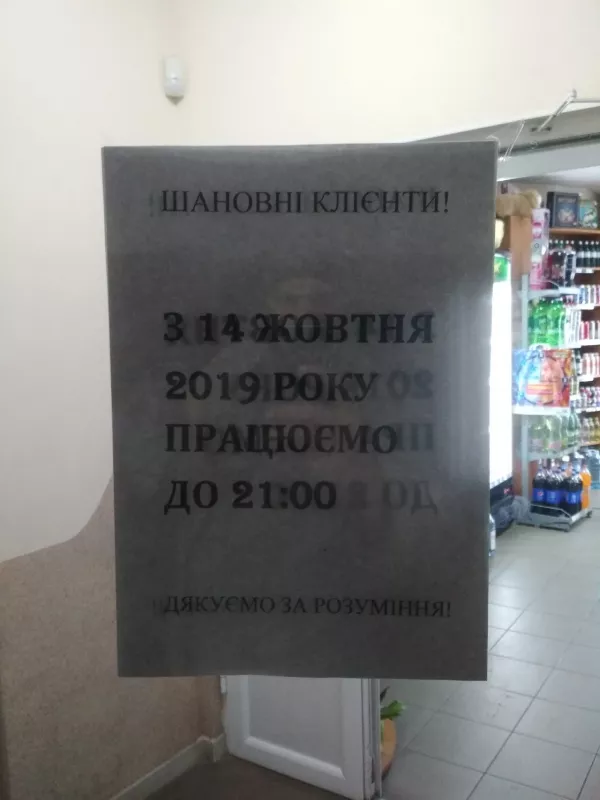 ШАНОВНІ КЛІЄНТИ!
З 14 ЖОВТНЯ
2019 РОКУ
ПРАЦЮЄМО
ДО 21:00
ДЯКУЄМО ЗА РОЗУМІННЯ!